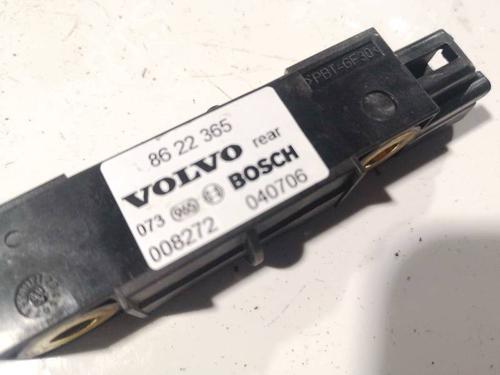 >PBT-GF30<
86 22 365
VOLVO rear
073 BOSCH
008272 040706